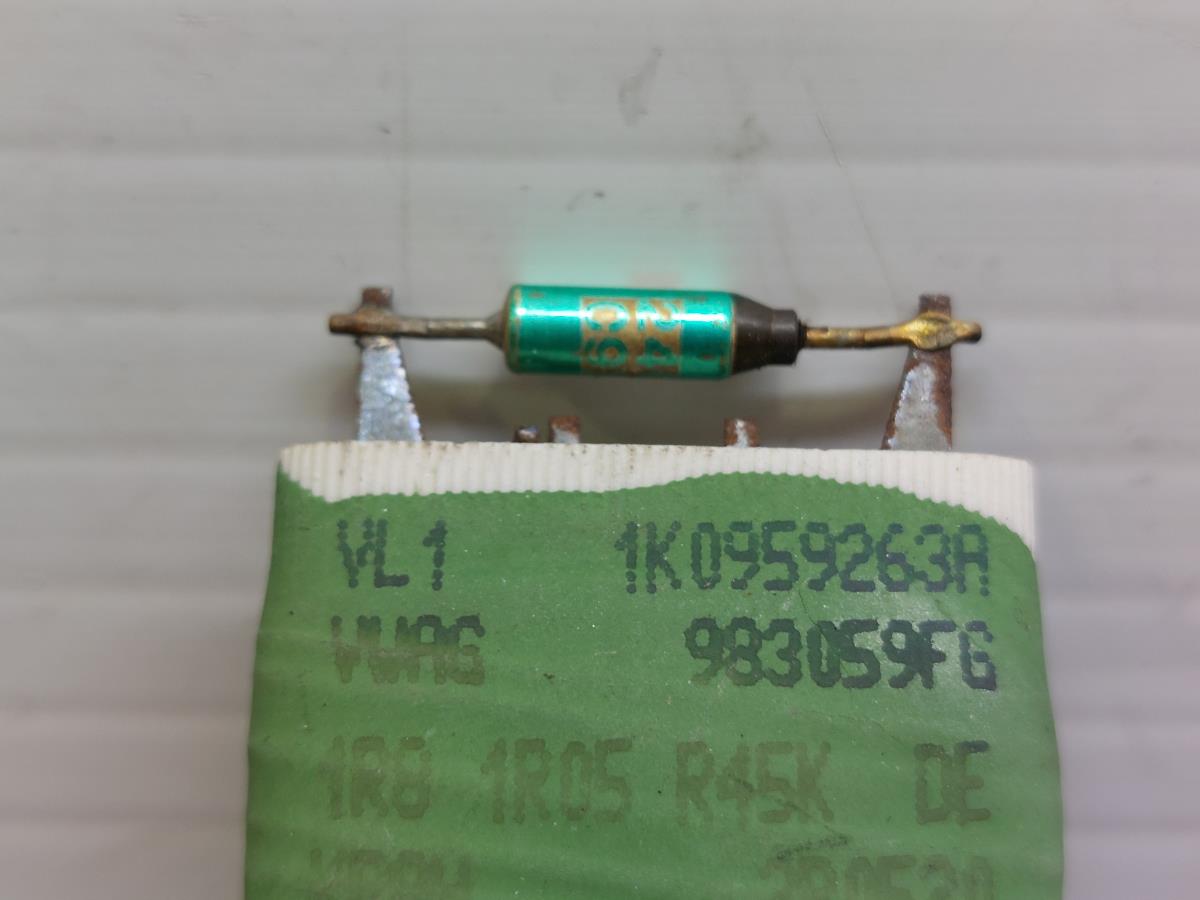 VL1 1K0959263A
VWAG 983059FG
1R8 1R05 R45K DE